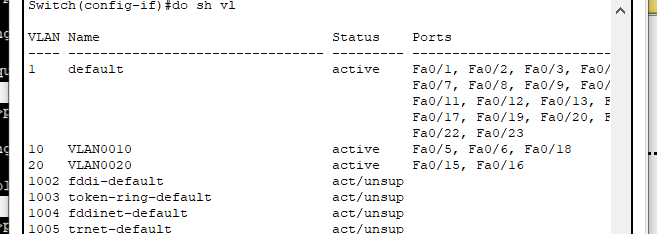 Switch(config-if)#do sh vl
VLAN Name Status Ports
---- -------------------------------- --------- -------------------------------
1 default active Fa0/1, Fa0/2, Fa0/3, Fa0/
Fa0/7, Fa0/8, Fa0/9, Fa0/
Fa0/11, Fa0/12, Fa0/13, F
Fa0/17, Fa0/19, Fa0/20, F
Fa0/22, Fa0/23
10 VLAN0010 active Fa0/5, Fa0/6, Fa0/18
20 VLAN0020 active Fa0/15, Fa0/16
1002 fddi-default act/unsup
1003 token-ring-default act/unsup
1004 fddinet-default act/unsup
1005 trnet-default act/unsup